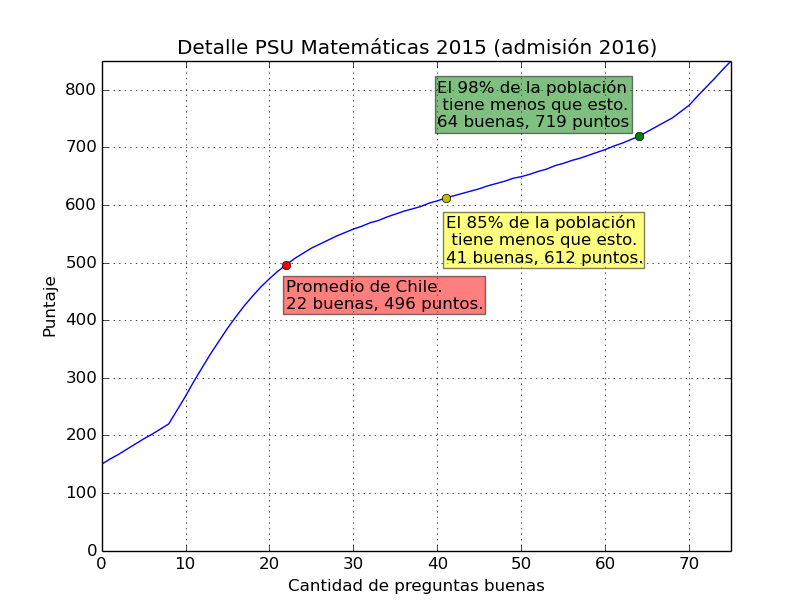 Detalle PSU Matemáticas 2015 (admisión 2016)
Puntaje
800
700
600
500
400
300
200
100
0
El 98% de la población
tiene menos que esto.
64 buenas, 719 puntos
El 85% de la población
tiene menos que esto.
41 buenas, 612 puntos.
Promedio de Chile.
22 buenas, 496 puntos.
0 10 20 30 40 50 60 70
Cantidad de preguntas buenas